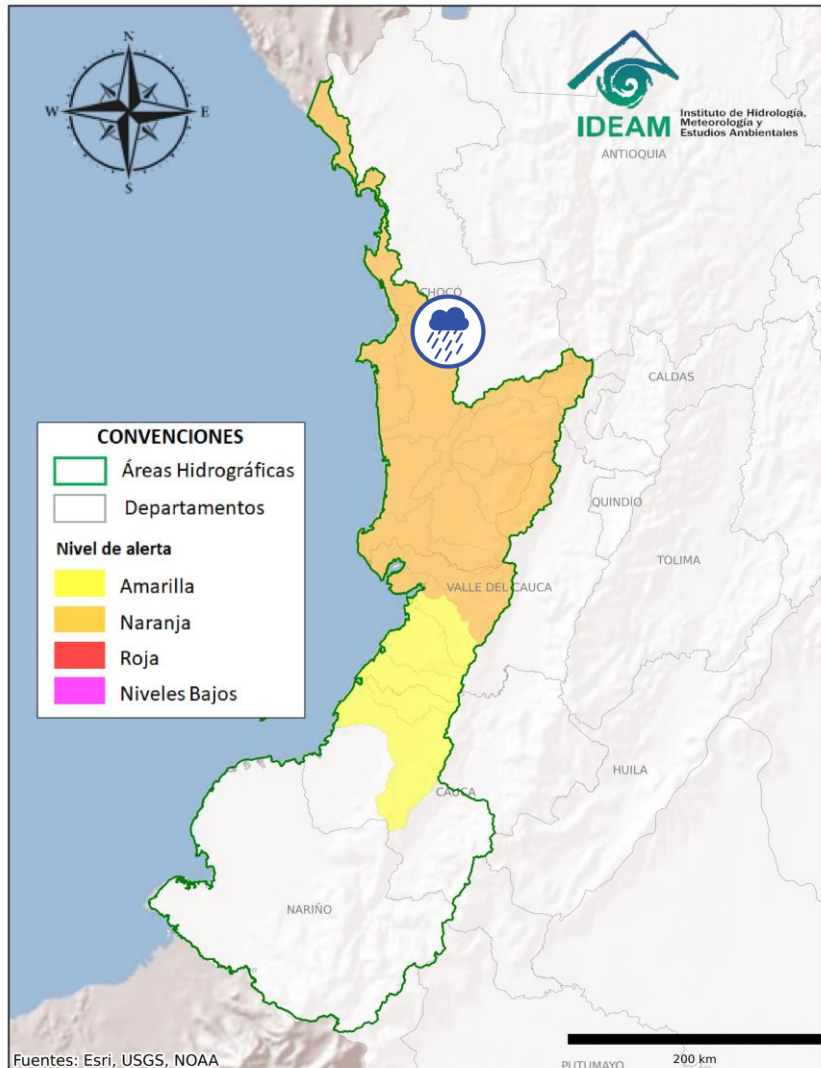 N
W
E
S
IDEAM
Instituto de Hidrología,
Meteorología y
Estudios Ambientales
ANTIOQUIA
CHOCÓ
CALDAS
CONVENCIONES
Áreas Hidrográficas
Departamentos
Nivel de alerta
Amarilla
Naranja
Roja
Niveles Bajos
QUINDÍO
TOLIMA
VALLE DEL CAUCA
HUILA
CAUCA
NARIÑO
Fuentes: Esri, USGS, NOAA
PUTUMAYO
200 km